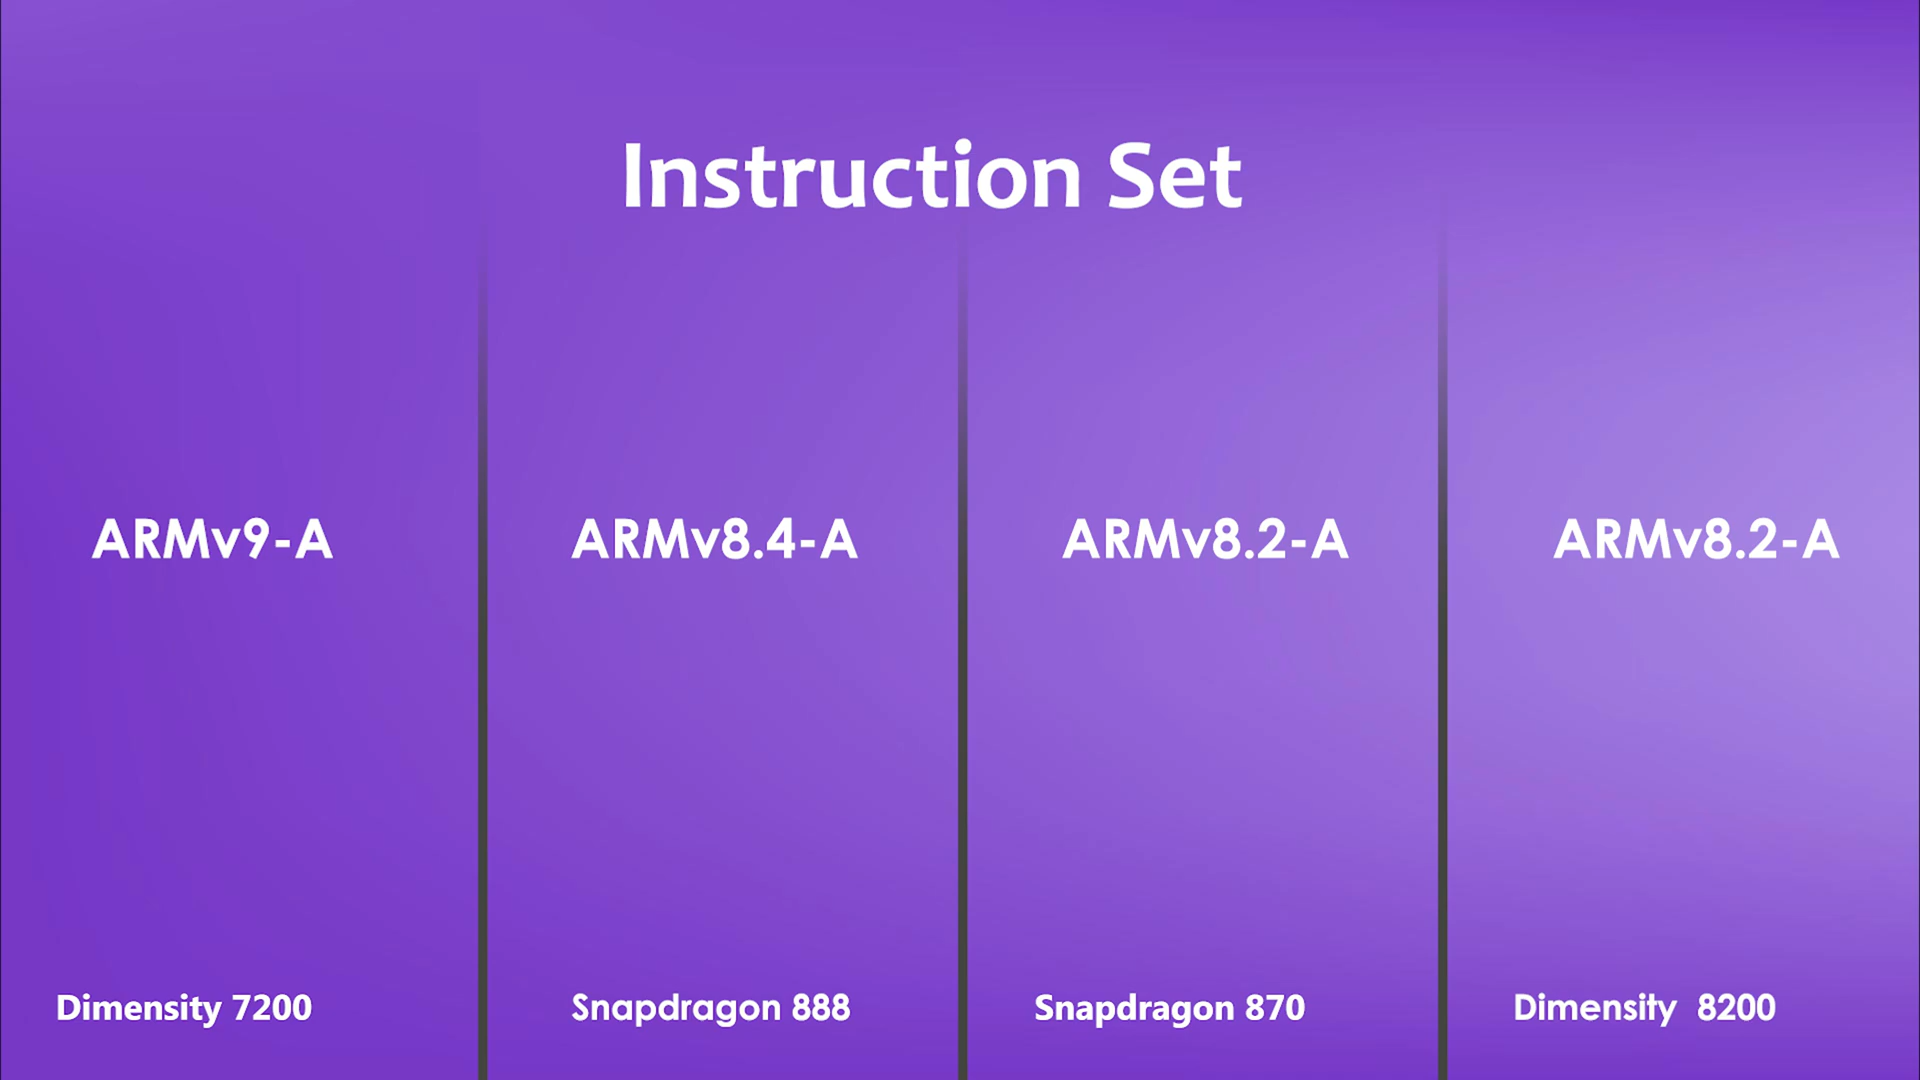 Instruction Set
ARMv9-A
ARMv8.4-A
ARMv8.2-A
ARMv8.2-A
Dimensity 7200
Snapdragon 888
Snapdragon 870
Dimensity 8200